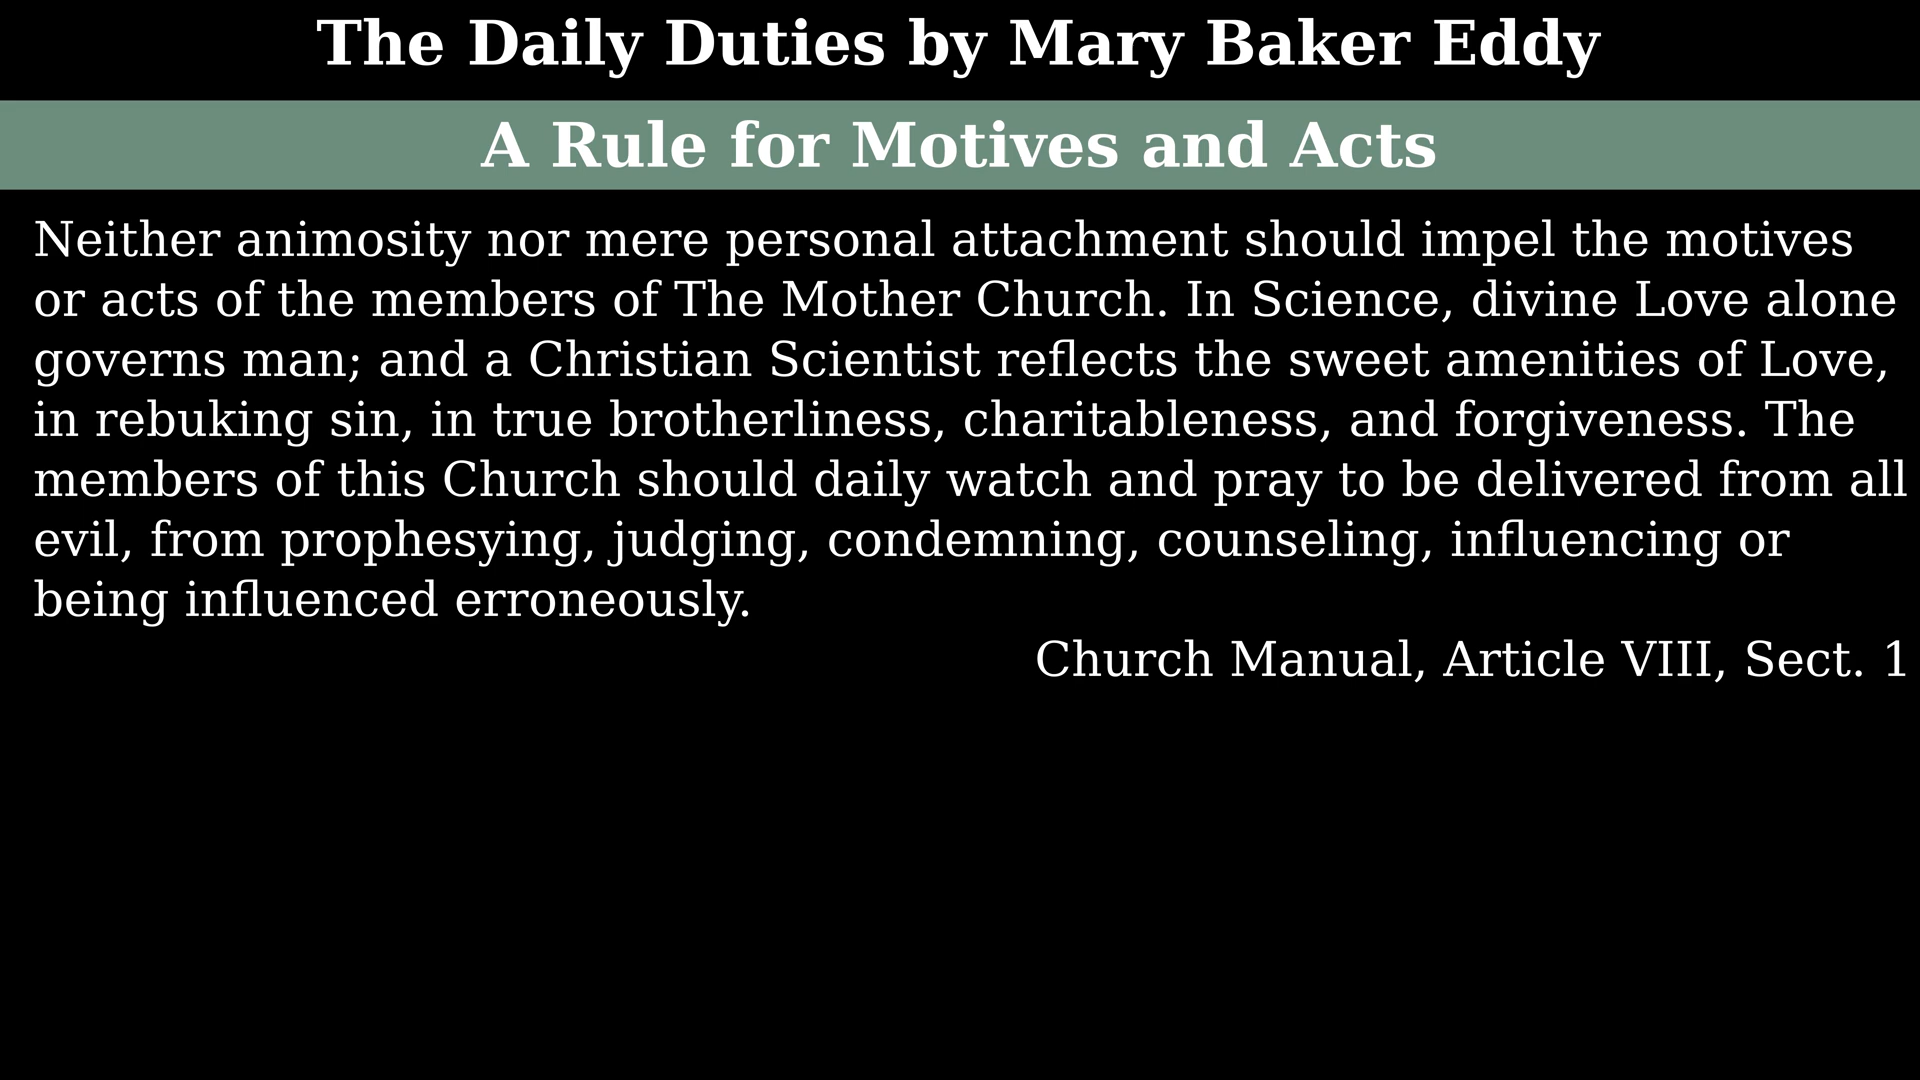 The Daily Duties by Mary Baker Eddy
A Rule for Motives and Acts
Neither animosity nor mere personal attachment should impel the motives
or acts of the members of The Mother Church. In Science, divine Love alone
governs man; and a Christian Scientist reflects the sweet amenities of Love,
in rebuking sin, in true brotherliness, charitableness, and forgiveness. The
members of this Church should daily watch and pray to be delivered from all
evil, from prophesying, judging, condemning, counseling, influencing or
being influenced erroneously.
Church Manual, Article VIII, Sect. 1